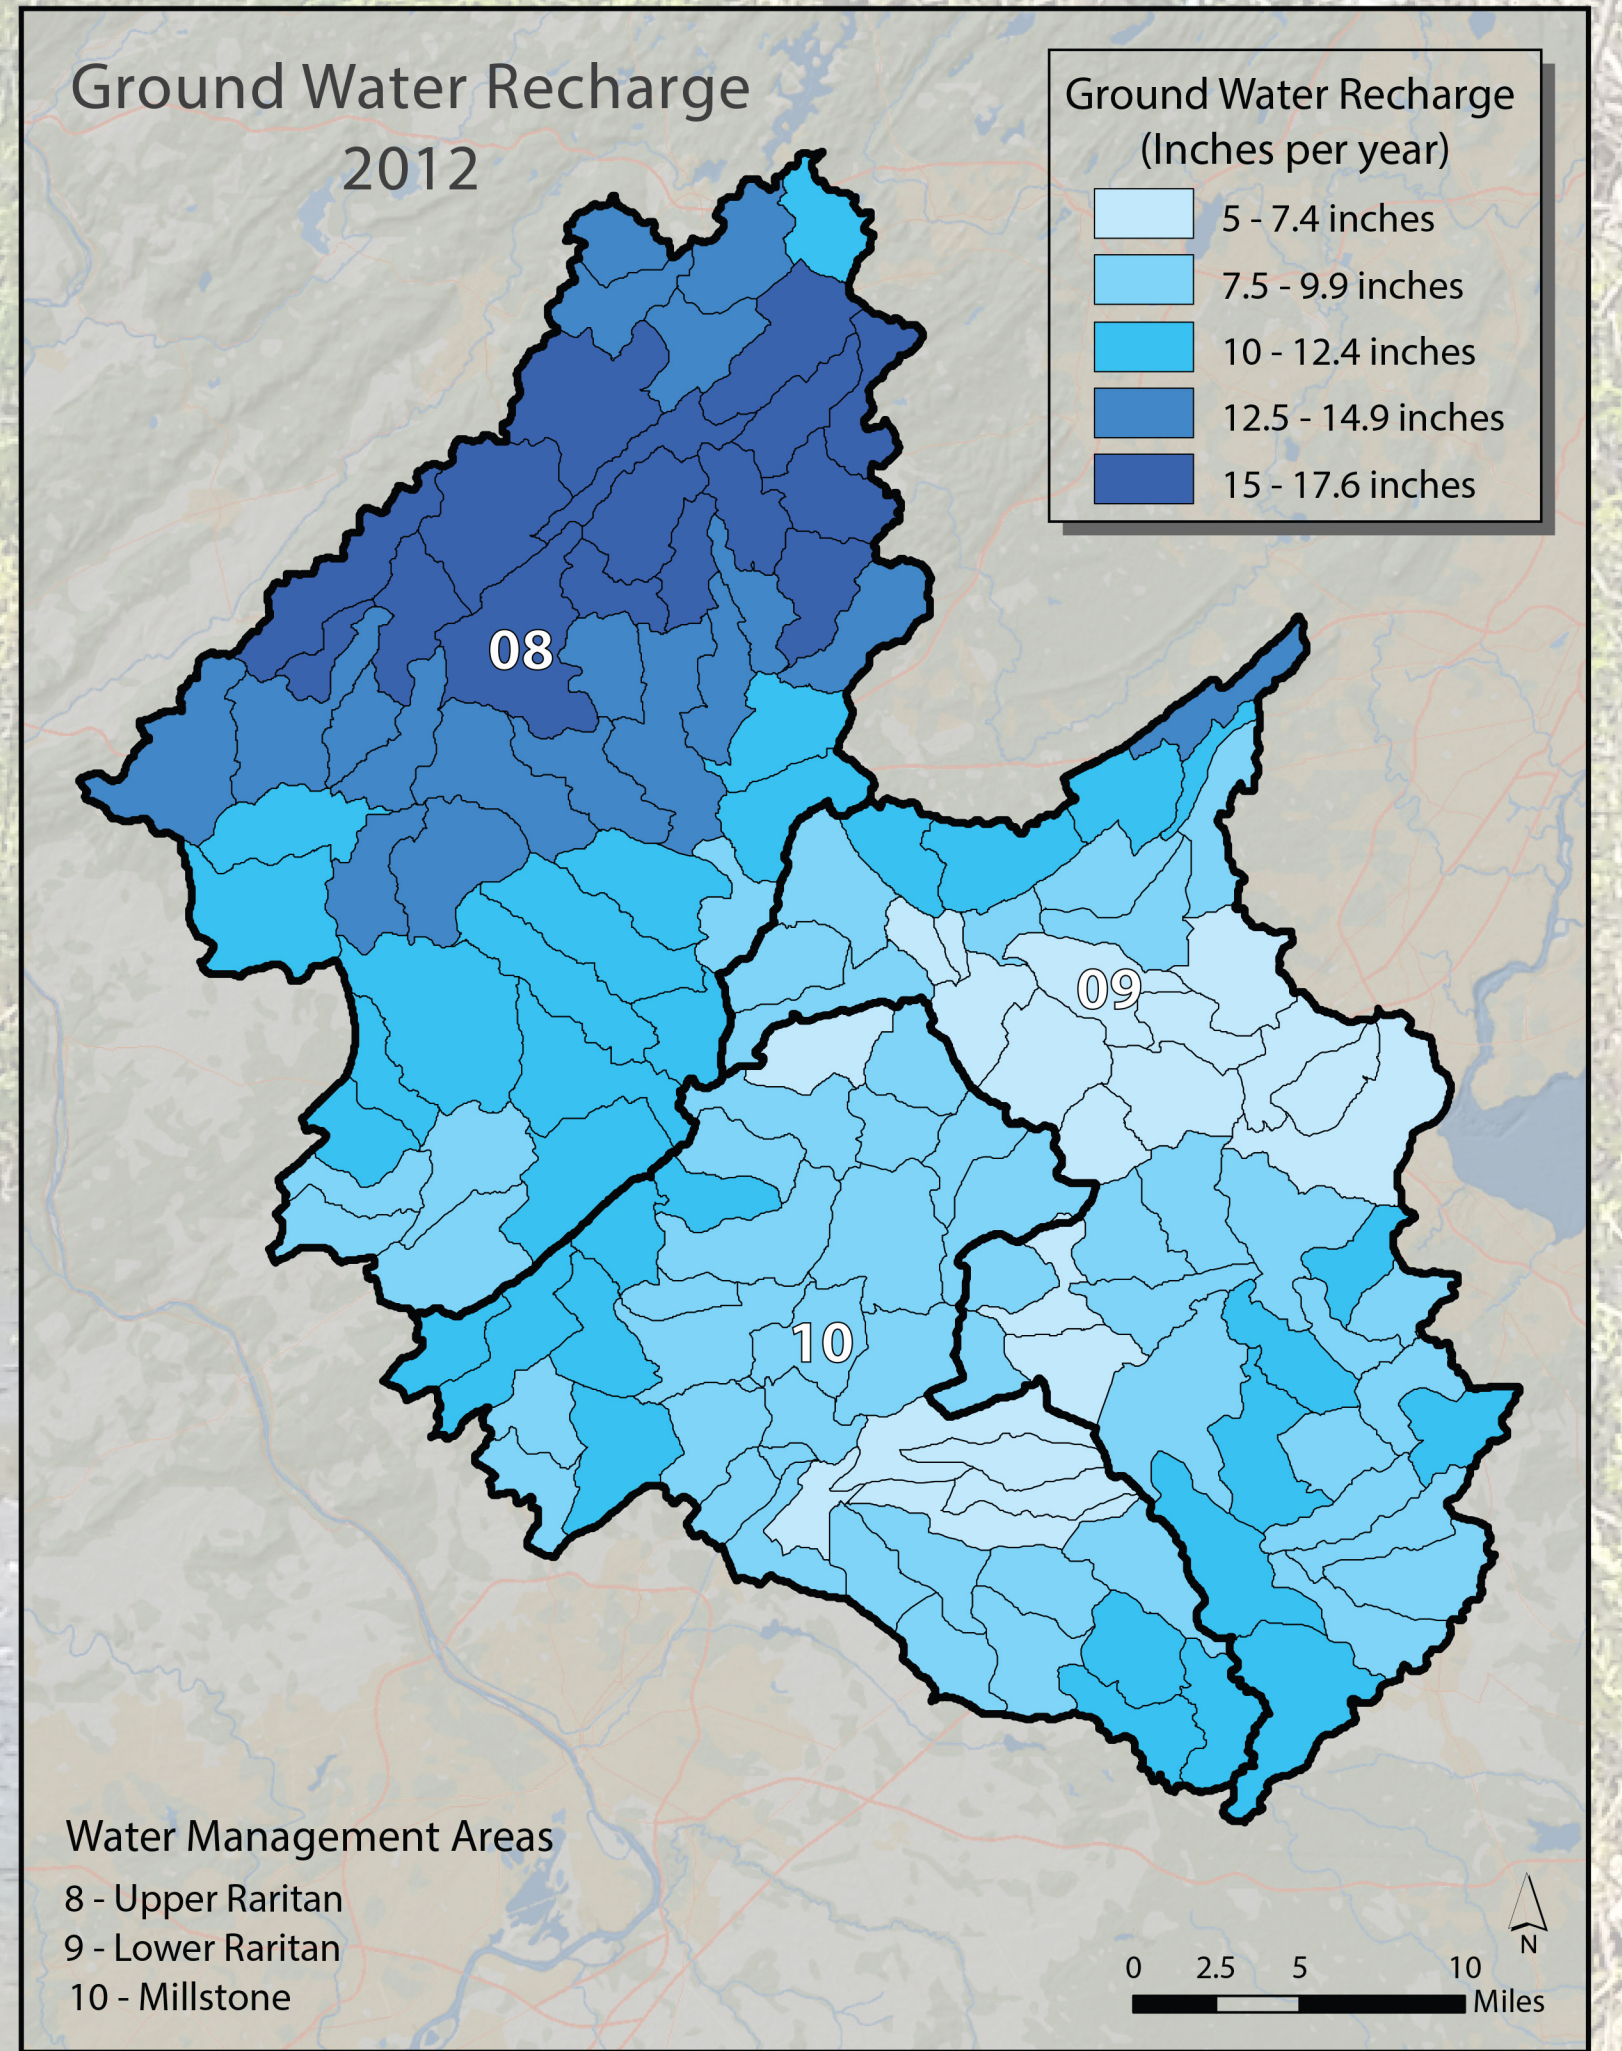 Ground Water Recharge
2012
Ground Water Recharge
(Inches per year)
5 - 7.4 inches
7.5 - 9.9 inches
10 - 12.4 inches
12.5 - 14.9 inches
15 - 17.6 inches
08
09
10
Water Management Areas
8 - Upper Raritan
9 - Lower Raritan
10 - Millstone
N
0 2.5 5 10
Miles